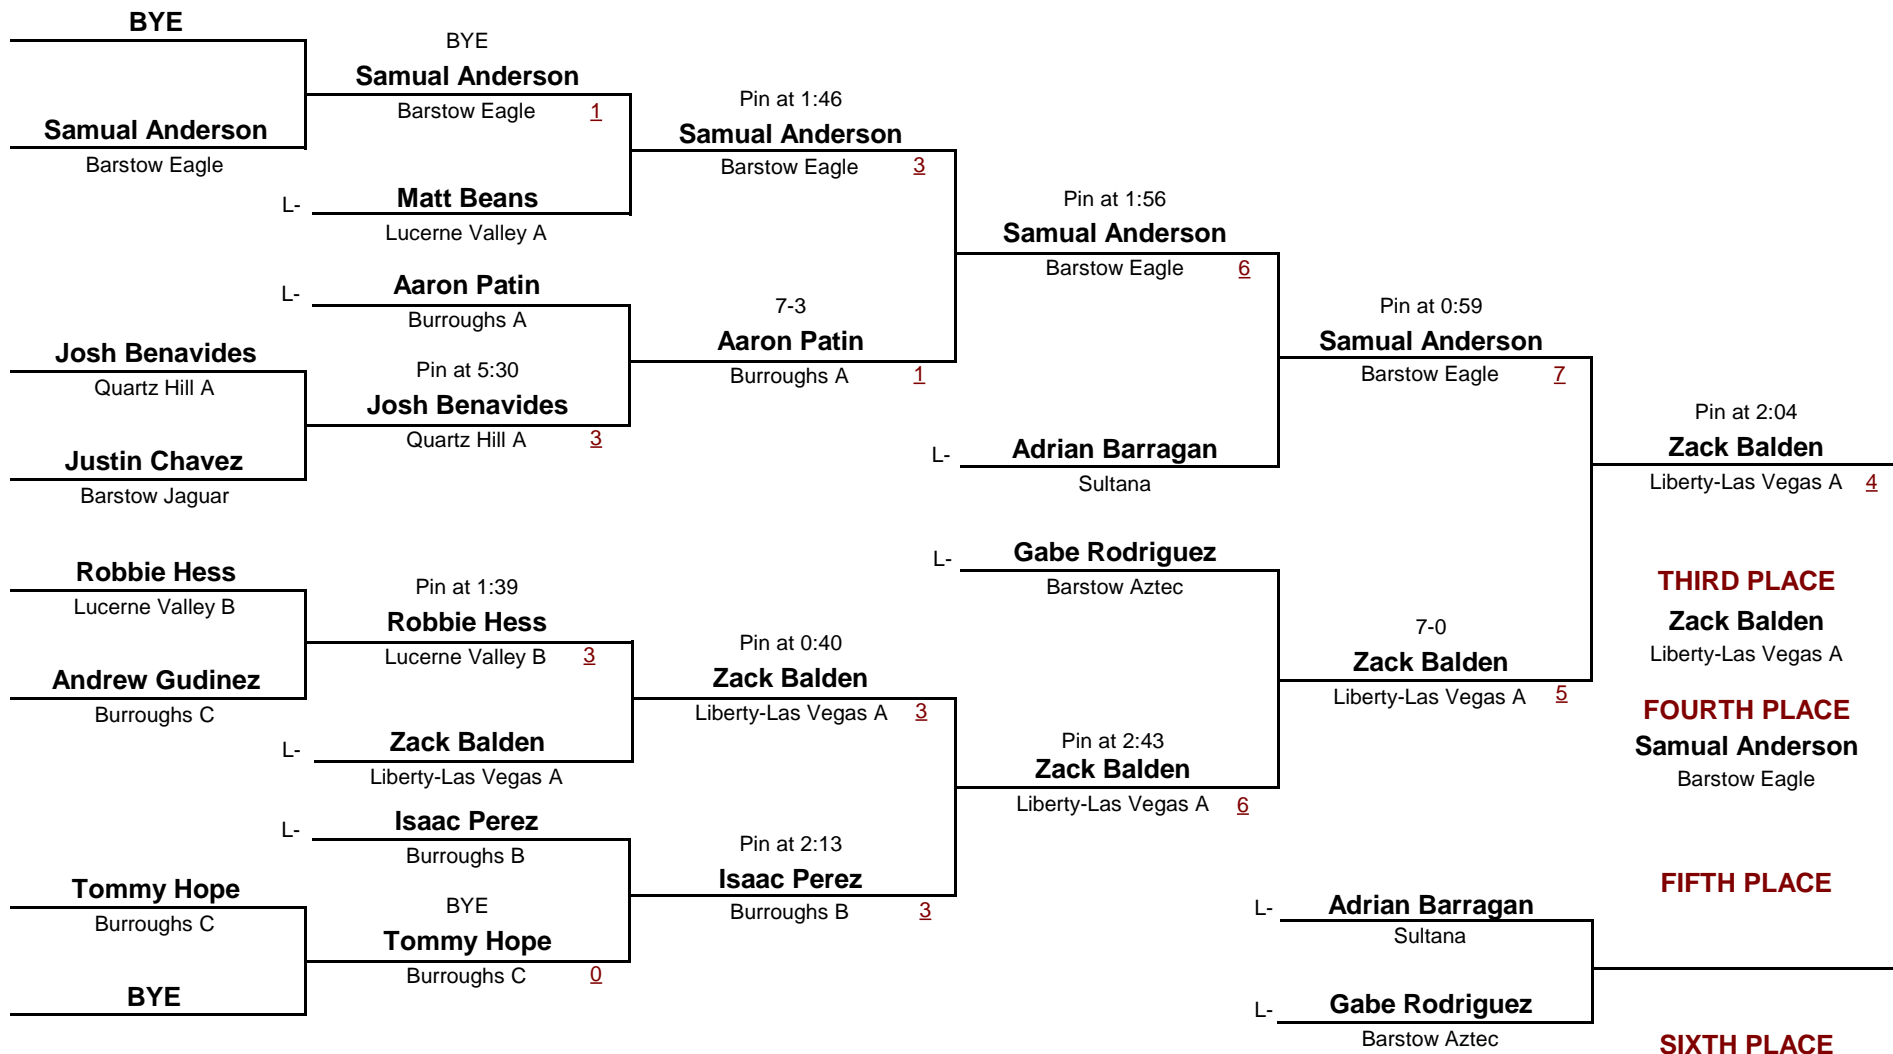 BYE
Samual Anderson
Barstow Eagle
Josh Benavides
Quartz Hill A
Justin Chavez
Barstow Jaguar
Robbie Hess
Lucerne Valley B
Andrew Gudinez
Burroughs C
Tommy Hope
Burroughs C
BYE
BYE
Samual Anderson
Barstow Eagle 1
L- Matt Beans
Lucerne Valley A
L- Aaron Patin
Burroughs A
Pin at 5:30
Josh Benavides
Quartz Hill A 3
Pin at 1:39
Robbie Hess
Lucerne Valley B 3
L- Zack Balden
Liberty-Las Vegas A
L- Isaac Perez
Burroughs B
BYE
Tommy Hope
Burroughs C 0
Pin at 1:46
Samual Anderson
Barstow Eagle 3
7-3
Aaron Patin
Burroughs A 1
Pin at 0:40
Zack Balden
Liberty-Las Vegas A 3
Pin at 2:13
Isaac Perez
Burroughs B 3
Pin at 1:56
Samual Anderson
Barstow Eagle 6
L- Adrian Barragan
Sultana
L- Gabe Rodriguez
Barstow Aztec
Pin at 2:43
Zack Balden
Liberty-Las Vegas A 6
Pin at 0:59
Samual Anderson
Barstow Eagle 7
7-0
Zack Balden
Liberty-Las Vegas A 5
L- Adrian Barragan
Sultana
L- Gabe Rodriguez
Barstow Aztec
Pin at 2:04
Zack Balden
Liberty-Las Vegas A 4
THIRD PLACE
Zack Balden
Liberty-Las Vegas A
FOURTH PLACE
Samual Anderson
Barstow Eagle
FIFTH PLACE
SIXTH PLACE